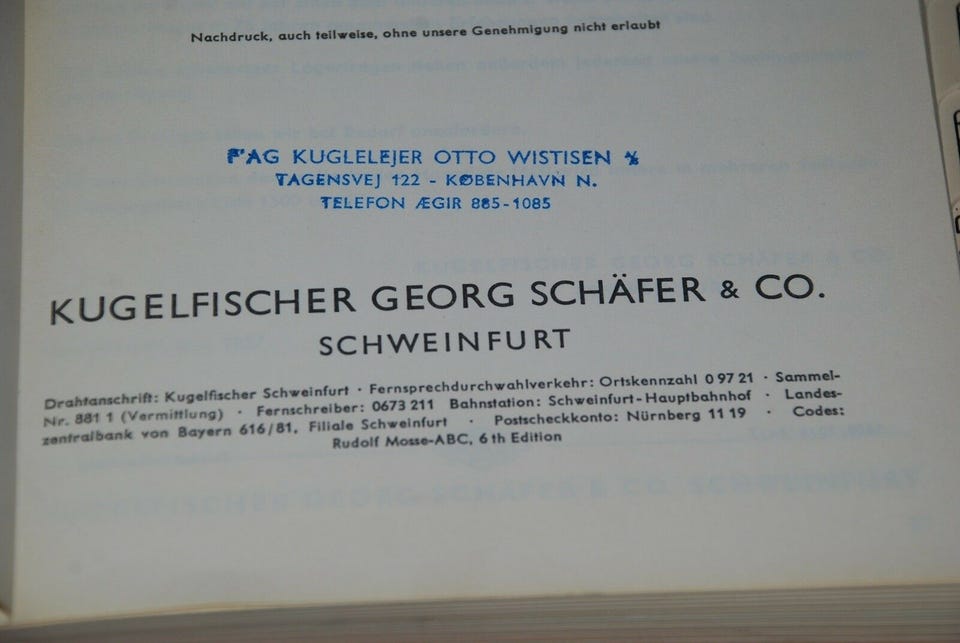 Nachdruck, auch teilweise, ohne unsere Genehmigung nicht erlaubt
FAG KUGLELEJER OTTO WISTISEN A/S
TAGENSVEJ 122 - KØBENHAVN N.
TELEFON ÆGIR 885-1085
KUGELFISCHER GEORG SCHÄFER & CO.
SCHWEINFURT
Drahtanschrift: Kugelfischer Schweinfurt · Fernsprechdurchwahlverkehr: Ortskennzahl 0 97 21 · Sammel-
Nr. 881 1 (Vermittlung) · Fernschreiber: 0673 211 Bahnstation: Schweinfurt-Hauptbahnhof · Landes-
zentralbank von Bayern 616/81, Filiale Schweinfurt · Postscheckkonto: Nürnberg 11 19 · Codes:
Rudolf Mosse-ABC, 6 th Edition